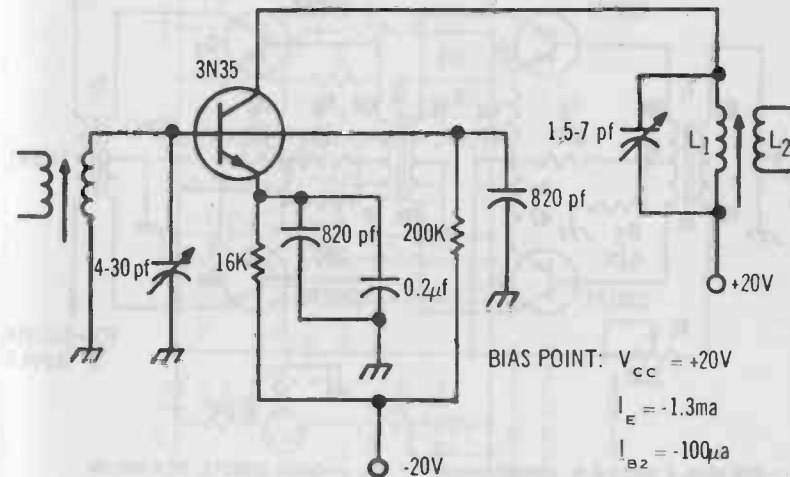 3N35
1.5-7 pf
L1
L2
820 pf
820 pf
200K
4-30 pf
16K
0.2μf
+20V
BIAS POINT: VCC = +20V
IE = -1.3ma
IB2 = -100μa
-20V